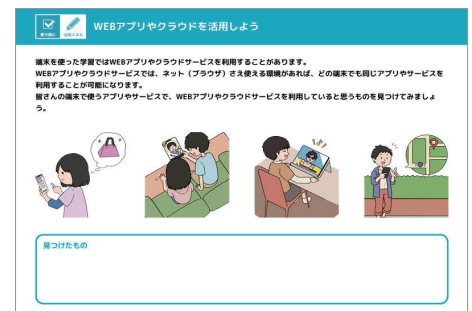 WEBアプリやクラウドを活用しよう
端末を使った学習ではWEBアプリやクラウドサービスを利用することがあります。
WEBアプリやクラウドサービスでは、ネット（ブラウザ）さえ使える環境があれば、どの端末でも同じアプリやサービスを
利用することが可能になります。
皆さんの端末で使うアプリやサービスで、WEBアプリやクラウドサービスを利用していると思うものを見つけてみましょ
う。
見つけたもの